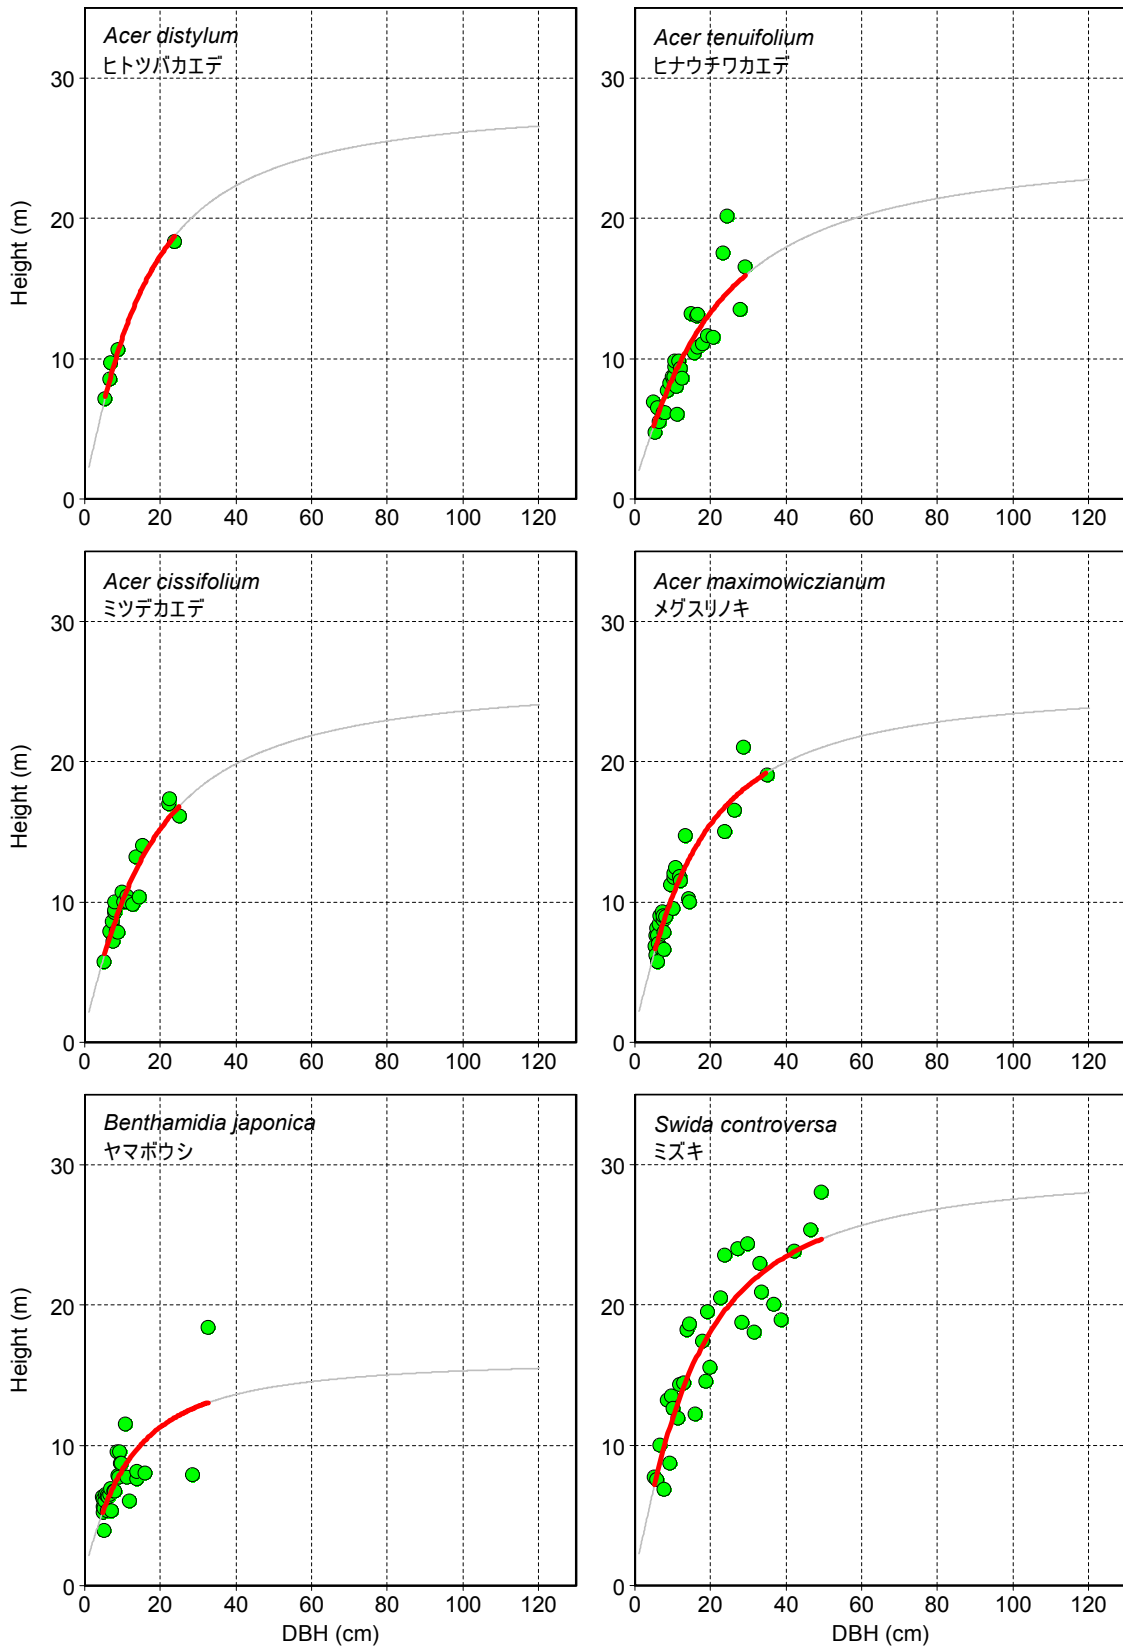 Acer distylum
ヒトツバカエデ
30
20
10
0
0 20 40 60 80 100 120
Height (m)
Acer tenuifolium
ヒナウチワカエデ
30
20
10
0
0 20 40 60 80 100 120
Acer cissifolium
ミツデカエデ
30
20
10
0
0 20 40 60 80 100 120
Height (m)
Acer maximowiczianum
メグスリノキ
30
20
10
0
0 20 40 60 80 100 120
Benthamidia japonica
ヤマボウシ
30
20
10
0
0 20 40 60 80 100 120
Height (m)
DBH (cm)
Swida controversa
ミズキ
30
20
10
0
0 20 40 60 80 100 120
DBH (cm)